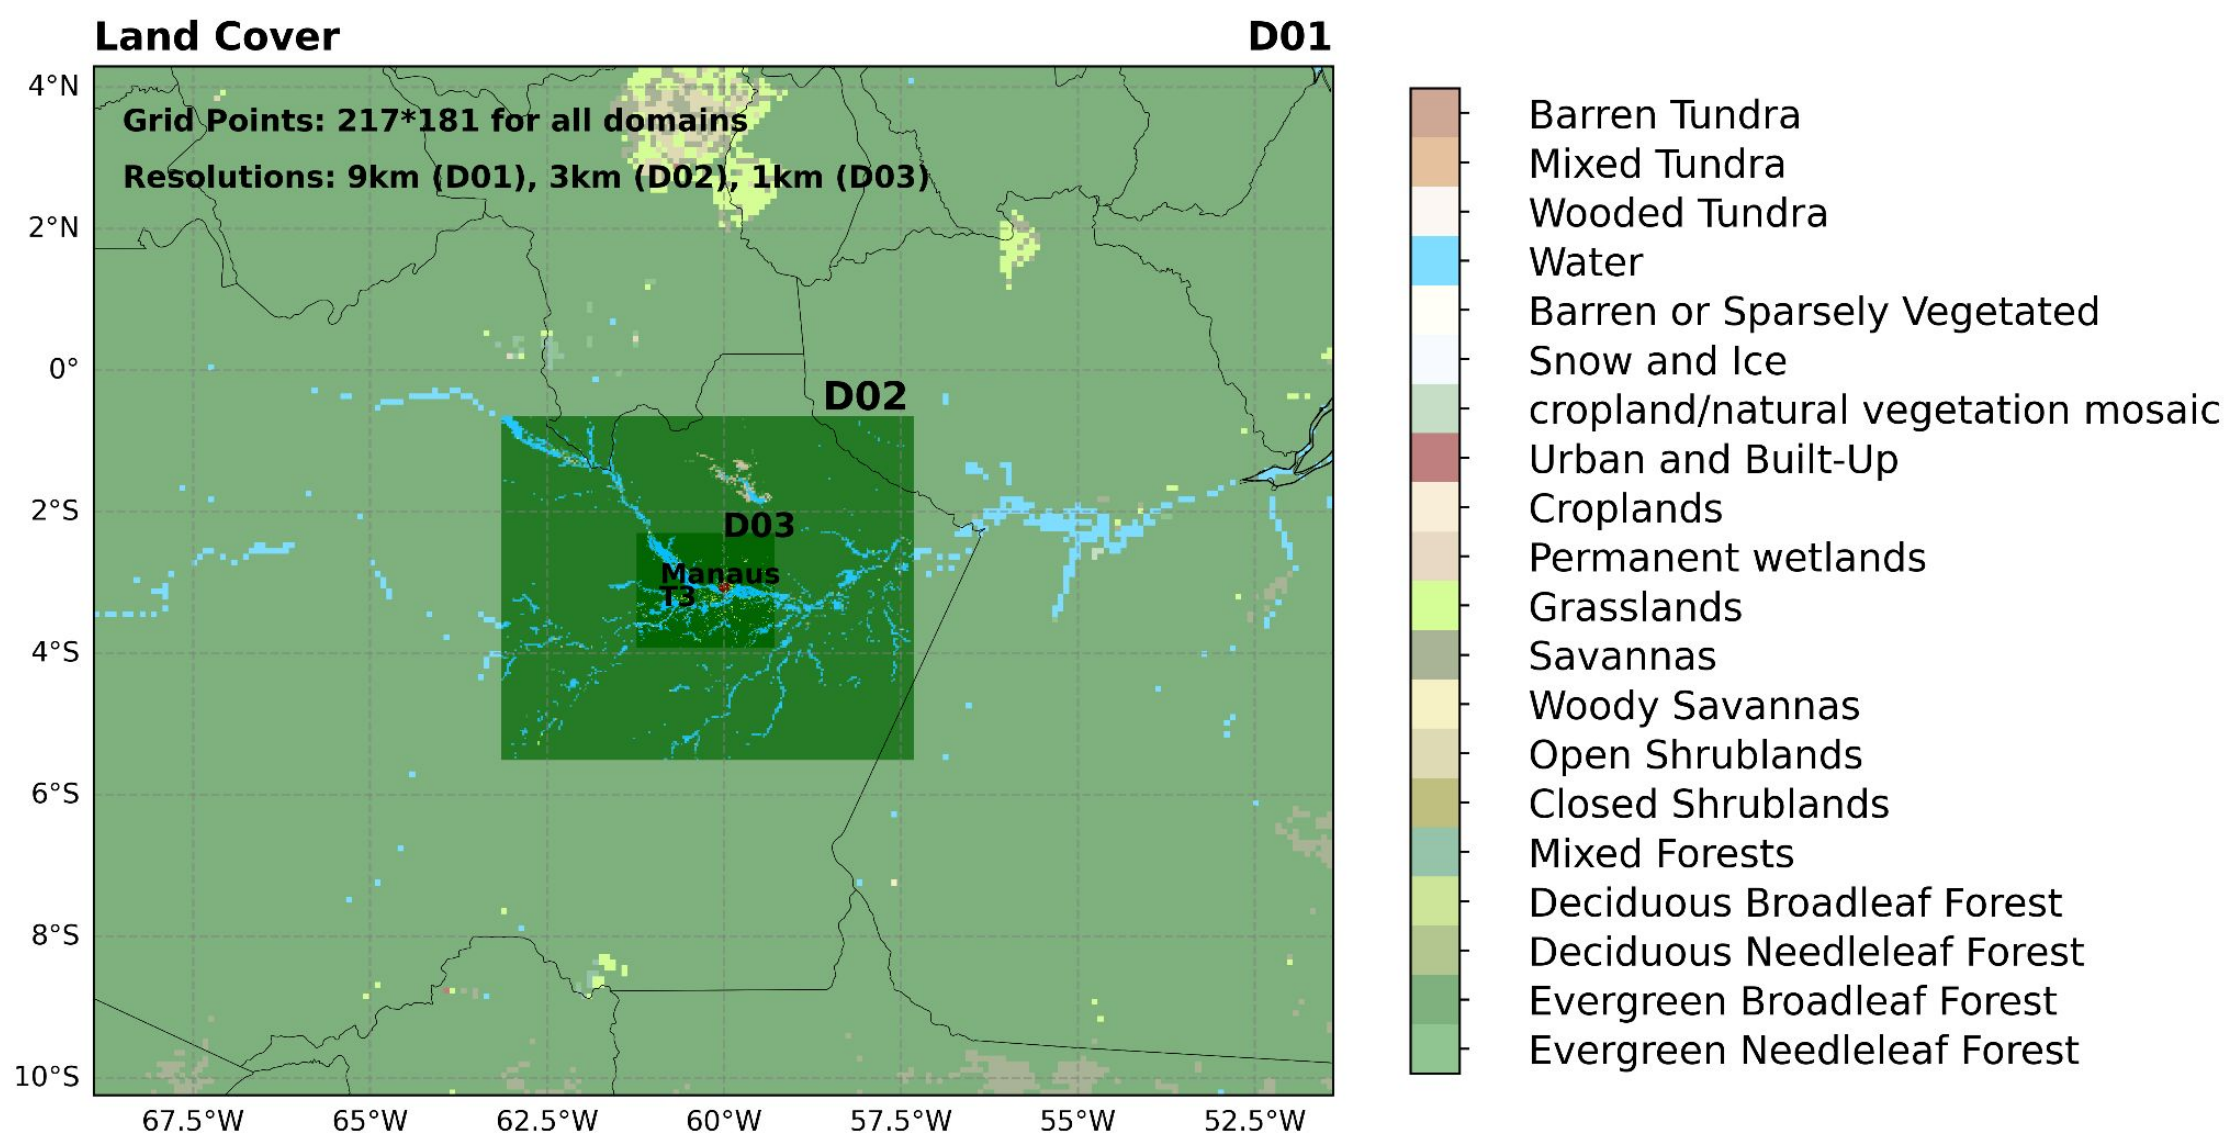 Land Cover
D01
4°N
2°N
0°
2°S
4°S
6°S
8°S
10°S
Grid Points: 217*181 for all domains
Resolutions: 9km (D01), 3km (D02), 1km (D03)
D02
D03
Manaus
T3
67.5°W
65°W
62.5°W
60°W
57.5°W
55°W
52.5°W
Barren Tundra
Mixed Tundra
Wooded Tundra
Water
Barren or Sparsely Vegetated
Snow and Ice
cropland/natural vegetation mosaic
Urban and Built-Up
Croplands
Permanent wetlands
Grasslands
Savannas
Woody Savannas
Open Shrublands
Closed Shrublands
Mixed Forests
Deciduous Broadleaf Forest
Deciduous Needleleaf Forest
Evergreen Broadleaf Forest
Evergreen Needleleaf Forest